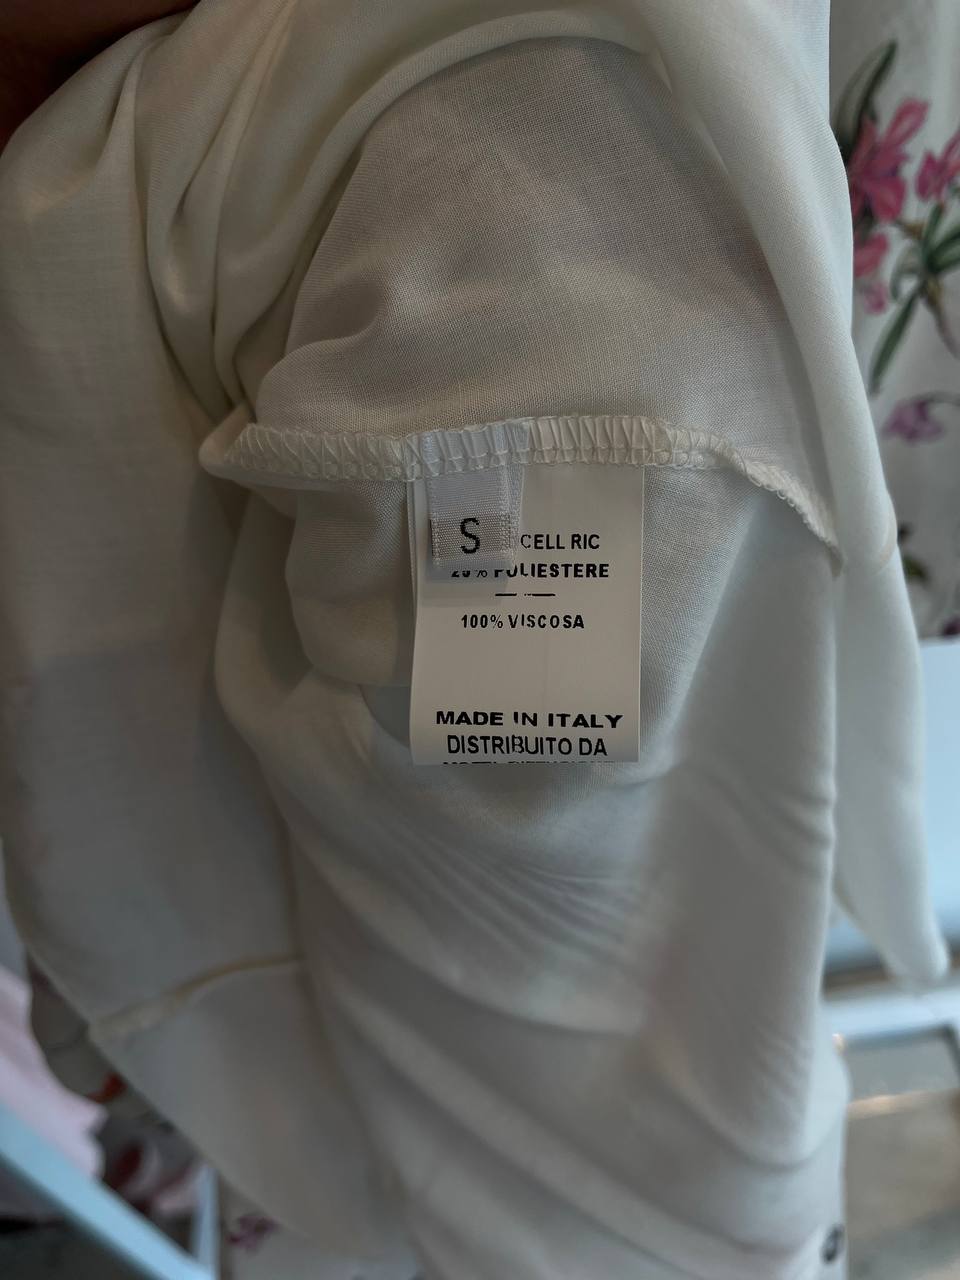 S
CELL RIC
% POLIESTERE
100% VISCOSA
MADE IN ITALY
DISTRIBUITO DA